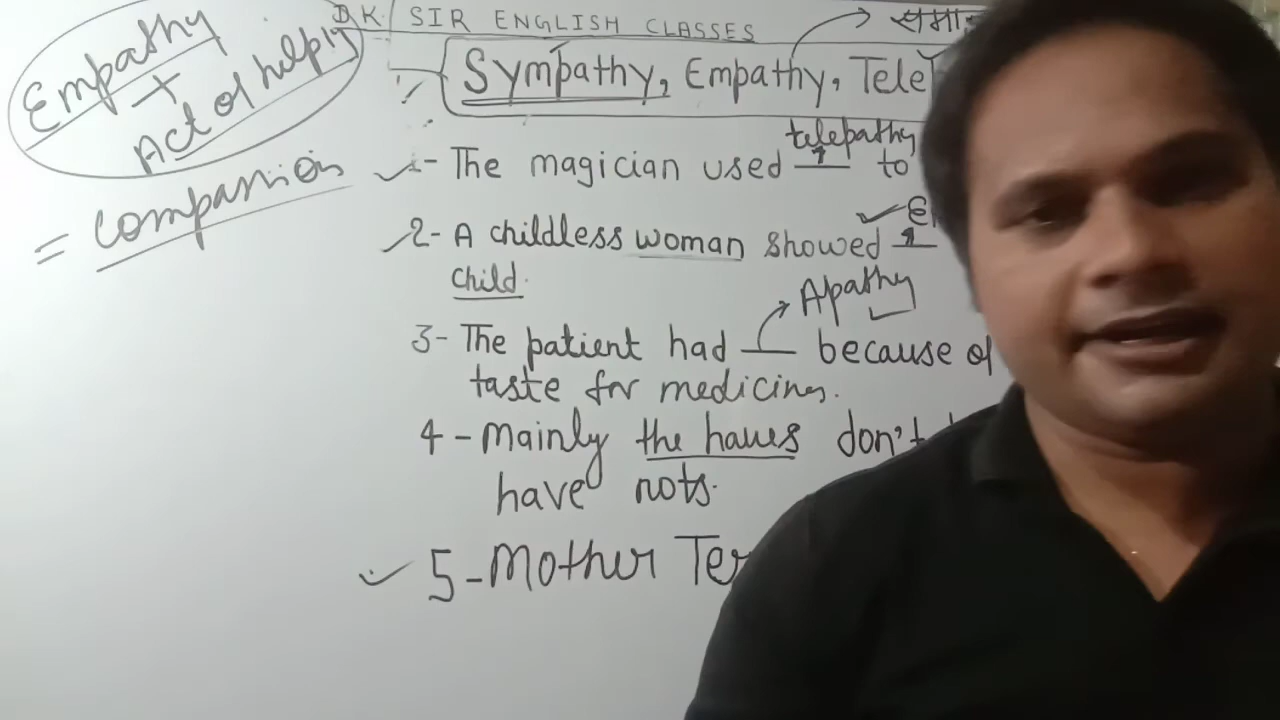 D.K. SIR ENGLISH CLASSES
Empathy
+
Act of helping
= Compassion
Sympathy, Empathy, Tele
telepathy
1- The magician used to
2- A childless woman showed
child.
Apathy
3- The patient had because of
taste for medicines.
4- Mainly the haves don't
have nots.
5- Mother Ter